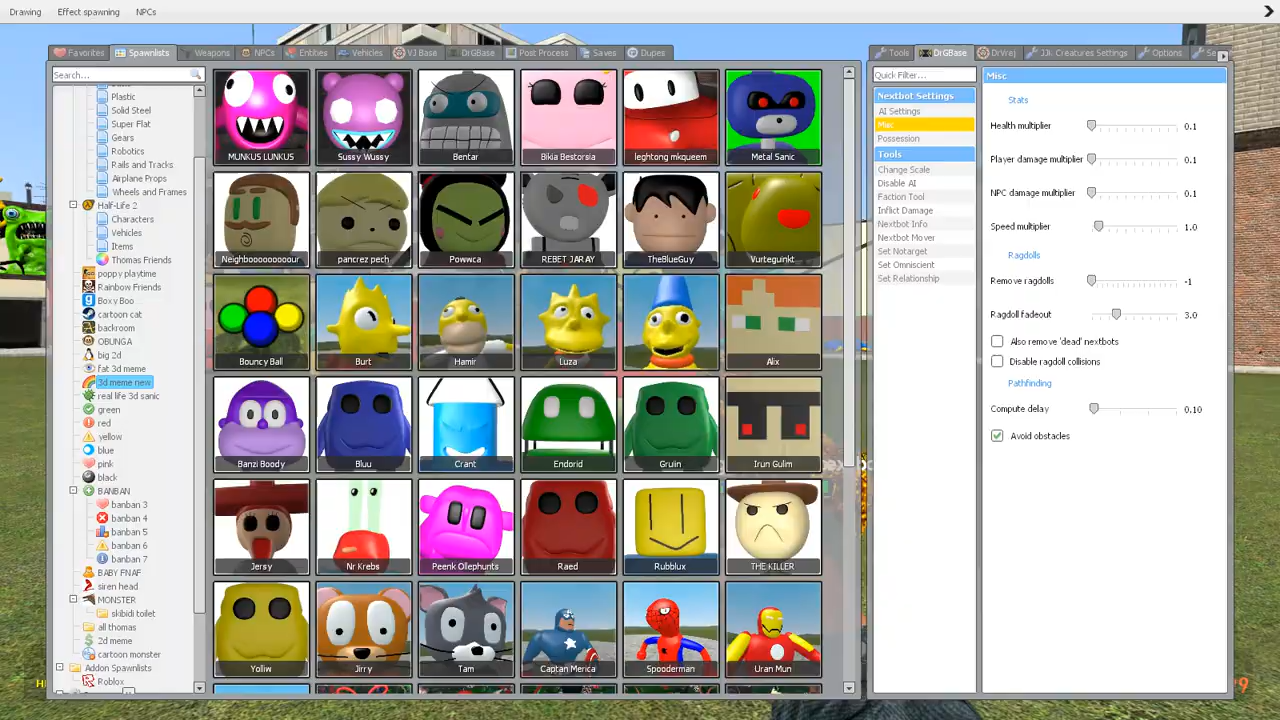 Drawing Effect spawning NPCs
Favorites Spawnlists Weapons NPCs Entities Vehicles VJ Base DrGBase Post Process Saves Dupes
Tools DrGBase DrVrej Creatures Settings Options
Search...
Plastic
Solid Steel
Super Flat
Gears
Robotics
Rails and Tracks
Airplane Props
Wheels and Frames
Half-Life 2
Characters
Vehicles
Items
Thomas Friends
poppy playtime
Rainbow Friends
Boxy Boo
cartoon cat
backroom
OBUNGA
big 2d
fat 3d meme
3d meme new
real life 3d sanic
green
red
yellow
blue
pink
black
BANBAN
banban 3
banban 4
banban 5
banban 6
banban 7
BABY FNAF
siren head
MONSTER
skibidi toilet
all thomas
2d meme
cartoon monster
Addon Spawnlists
Roblox
MUNKUS LUNKUS Sussy Wussy Bentar Bikia Bestorsia leghtong mkqueem Metal Sanic
Neighbooooooooour pancrez pech Powwca REBET JARAY TheBlueGuy Vurteguinkt
Bouncy Ball Burt Hamir Luza Alix
Banzi Boody Bluu Crant Endorid Gruin Irun Gulim
Jersy Nr Krebs Peenk Ollephunts Raed Rubblux THE KILLER
Yolliw Jirry Tam Captan Merica Spooderman Uran Mun
Quick Filter...
Nextbot Settings
AI Settings
Misc
Possession
Tools
Change Scale
Disable AI
Faction Tool
Inflict Damage
Nextbot Info
Nextbot Mover
Set Notarget
Set Omniscient
Set Relationship
Misc
Stats
Health multiplier 0.1
Player damage multiplier 0.1
NPC damage multiplier 0.1
Speed multiplier 1.0
Ragdolls
Remove ragdolls -1
Ragdoll fadeout 3.0
Also remove 'dead' nextbots
Disable ragdoll collisions
Pathfinding
Compute delay 0.10
Avoid obstacles